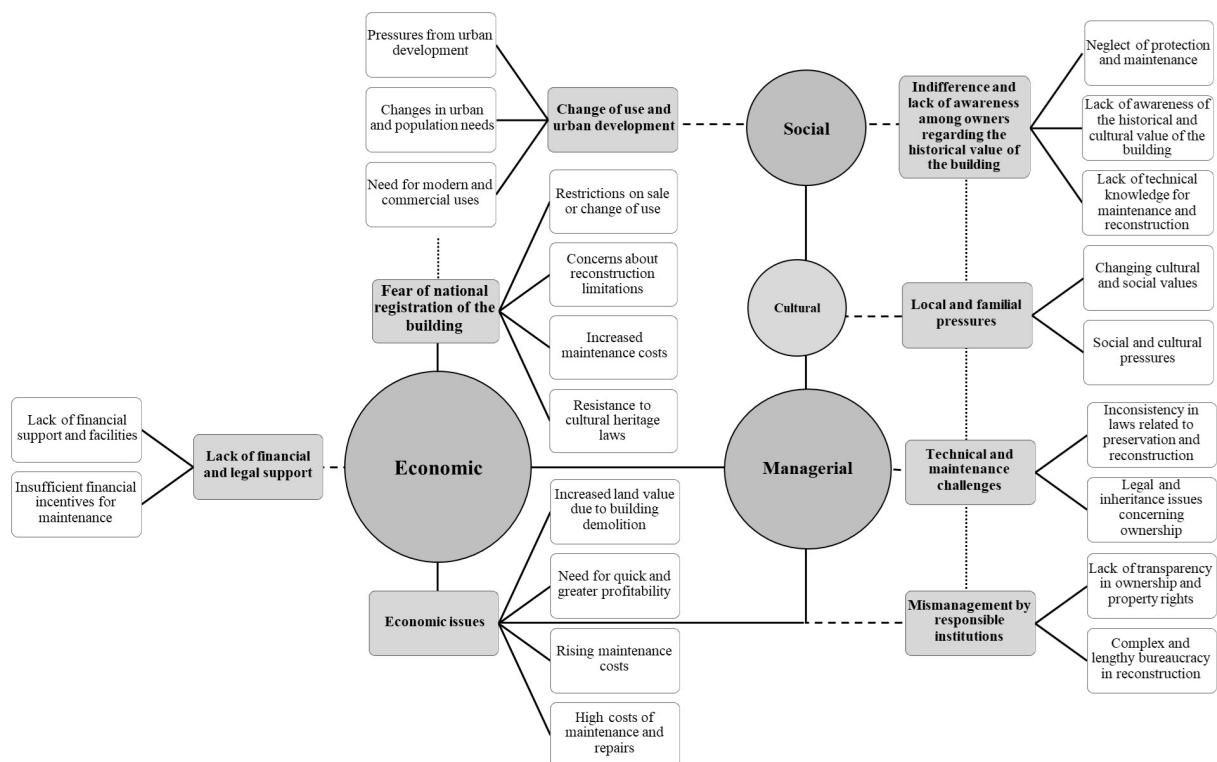 Pressures from urban
development
Changes in urban
and population needs
Need for modern and
commercial uses
Change of use and
urban development
Social
Indifference and
lack of awareness
among owners
regarding the
historical value of
the building
Neglect of protection
and maintenance
Lack of awareness of
the historical and
cultural value of the
building
Lack of technical
knowledge for
maintenance and
reconstruction
Fear of national
registration of the
building
Restrictions on sale
or change of use
Concerns about
reconstruction
limitations
Increased
maintenance costs
Resistance to
cultural heritage
laws
Cultural
Local and familial
pressures
Changing cultural
and social values
Social and cultural
pressures
Lack of financial
support and facilities
Insufficient financial
incentives for
maintenance
Lack of financial
and legal support
Economic
Managerial
Technical and
maintenance
challenges
Inconsistency in
laws related to
preservation and
reconstruction
Legal and
inheritance issues
concerning
ownership
Economic issues
Increased land value
due to building
demolition
Need for quick and
greater profitability
Rising maintenance
costs
High costs of
maintenance and
repairs
Mismanagement by
responsible
institutions
Lack of transparency
in ownership and
property rights
Complex and
lengthy bureaucracy
in reconstruction